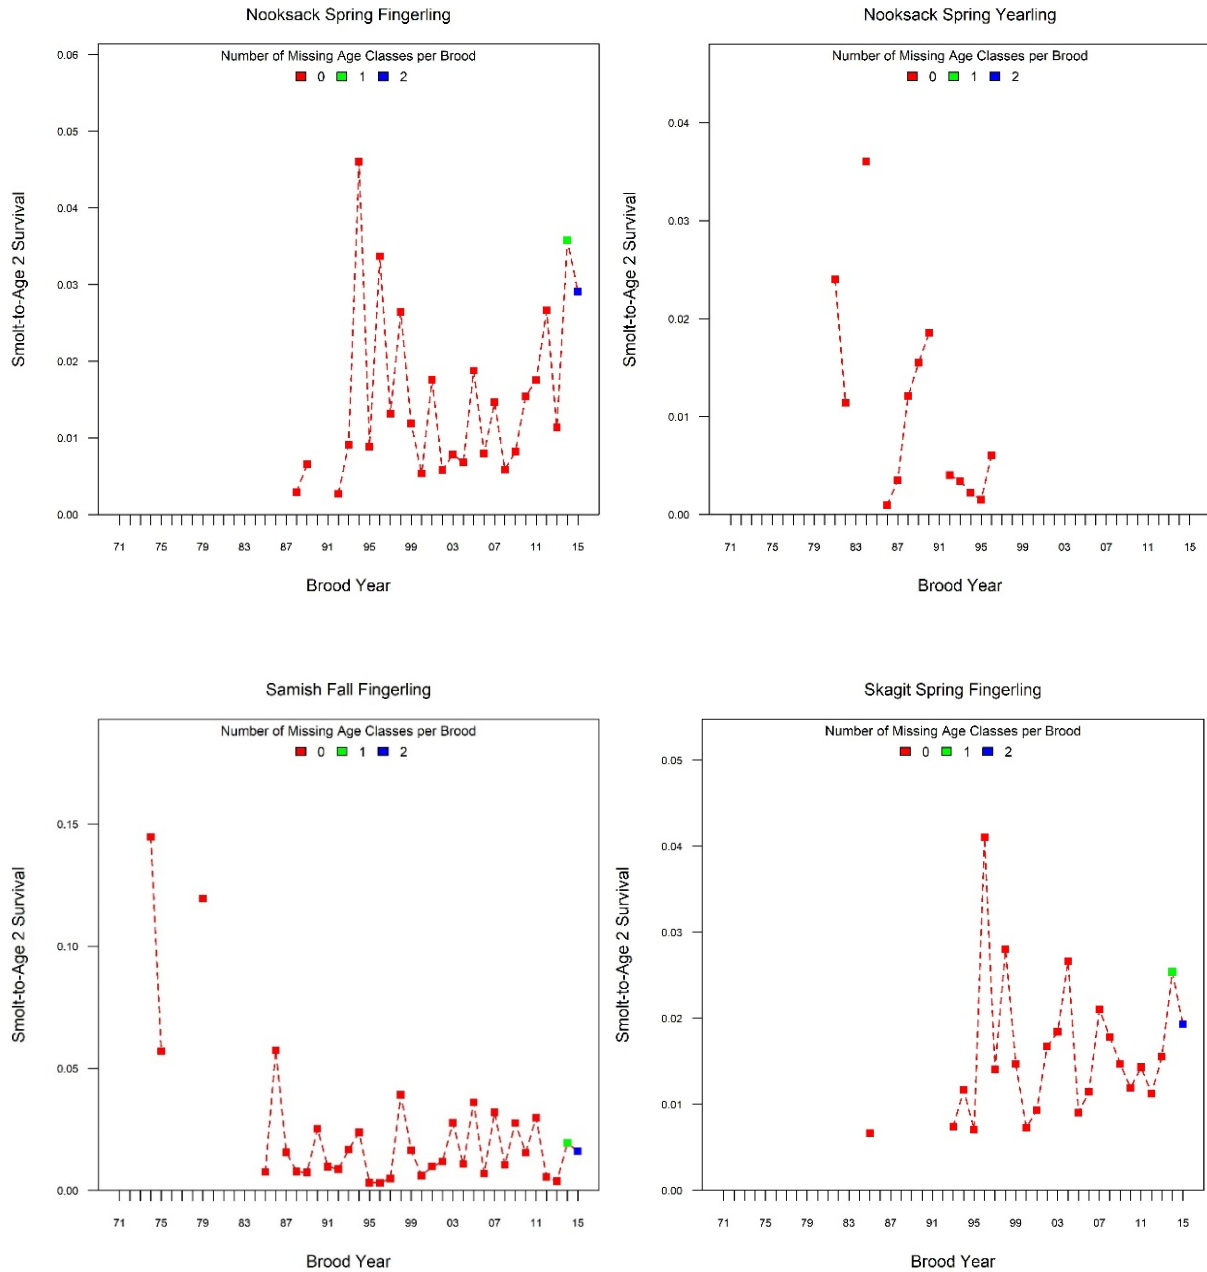 Nooksack Spring Fingerling
Number of Missing Age Classes per Brood
0 1 2
Smolt-to-Age 2 Survival
0.06
0.05
0.04
0.03
0.02
0.01
0.00
71 75 79 83 87 91 95 99 03 07 11 15
Brood Year
Nooksack Spring Yearling
Number of Missing Age Classes per Brood
0 1 2
Smolt-to-Age 2 Survival
0.04
0.03
0.02
0.01
0.00
71 75 79 83 87 91 95 99 03 07 11 15
Brood Year
Samish Fall Fingerling
Number of Missing Age Classes per Brood
0 1 2
Smolt-to-Age 2 Survival
0.15
0.10
0.05
0.00
71 75 79 83 87 91 95 99 03 07 11 15
Brood Year
Skagit Spring Fingerling
Number of Missing Age Classes per Brood
0 1 2
Smolt-to-Age 2 Survival
0.05
0.04
0.03
0.02
0.01
0.00
71 75 79 83 87 91 95 99 03 07 11 15
Brood Year